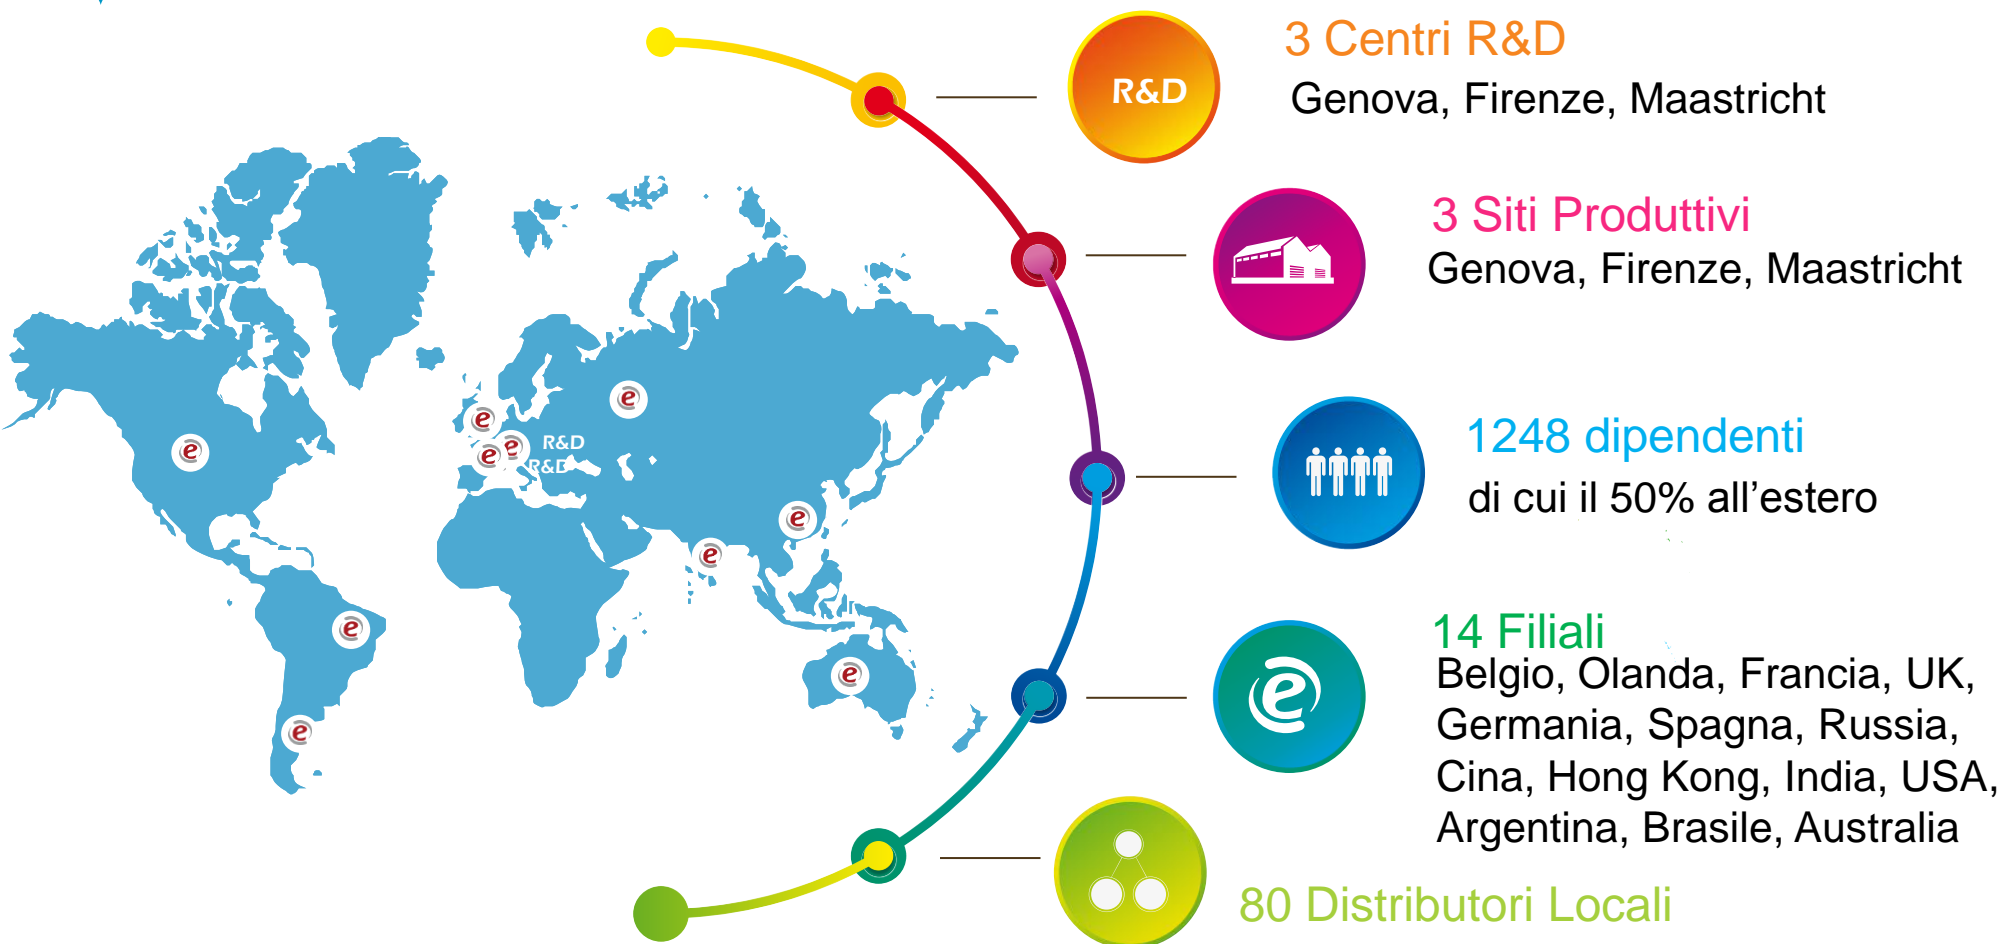 3 Centri R&D
R&D
Genova, Firenze, Maastricht
3 Siti Produttivi
Genova, Firenze, Maastricht
1248 dipendenti
di cui il 50% all’estero
14 Filiali
Belgio, Olanda, Francia, UK,
Germania, Spagna, Russia,
Cina, Hong Kong, India, USA,
Argentina, Brasile, Australia
80 Distributori Locali
e
e
e
e
e
R&D
e
R&D
e
e
e
e
e
e